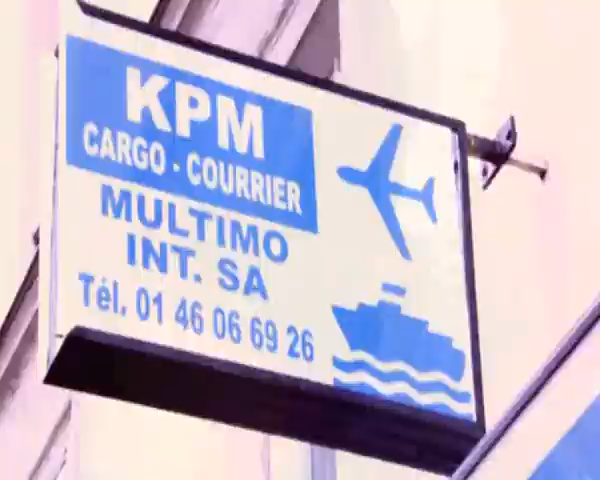 KPM
CARGO - COURRIER
MULTIMO
INT. SA
Tél. 01 46 06 69 26